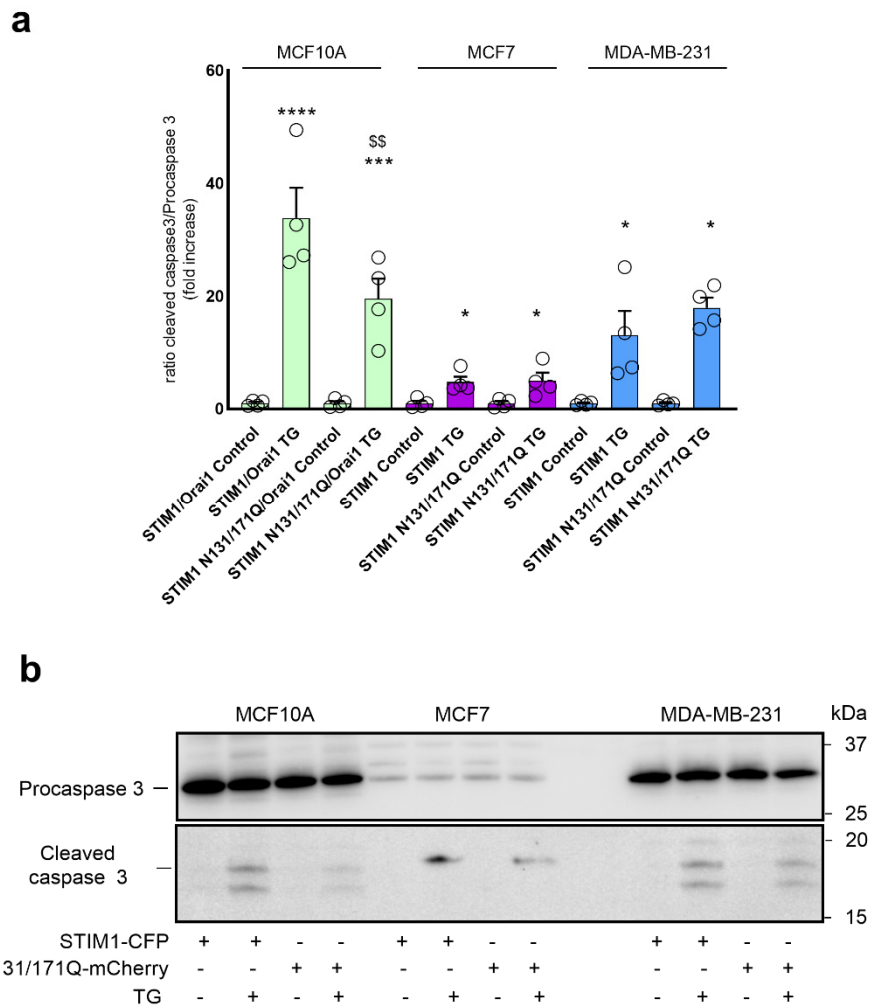 a
MCF10A MCF7 MDA-MB-231
ratio cleaved caspase3/Procaspase 3
(fold increase)
60
40
20
0
****
$$
***
* * * *
STIM1/Orai1 Control
STIM1/Orai1 TG
STIM1 N131/171Q/Orai1 Control
STIM1 N131/171Q/Orai1 TG
STIM1 Control
STIM1 TG
STIM1 N131/171Q Control
STIM1 N131/171Q TG
STIM1 Control
STIM1 TG
STIM1 N131/171Q Control
STIM1 N131/171Q TG
b
MCF10A MCF7 MDA-MB-231 kDa
37
Procaspase 3
25
20
Cleaved
caspase 3
15
STIM1-CFP + + - - + + - - + + - -
31/171Q-mCherry - - + + - - + + - - + +
TG - + - + - + - + - + - +